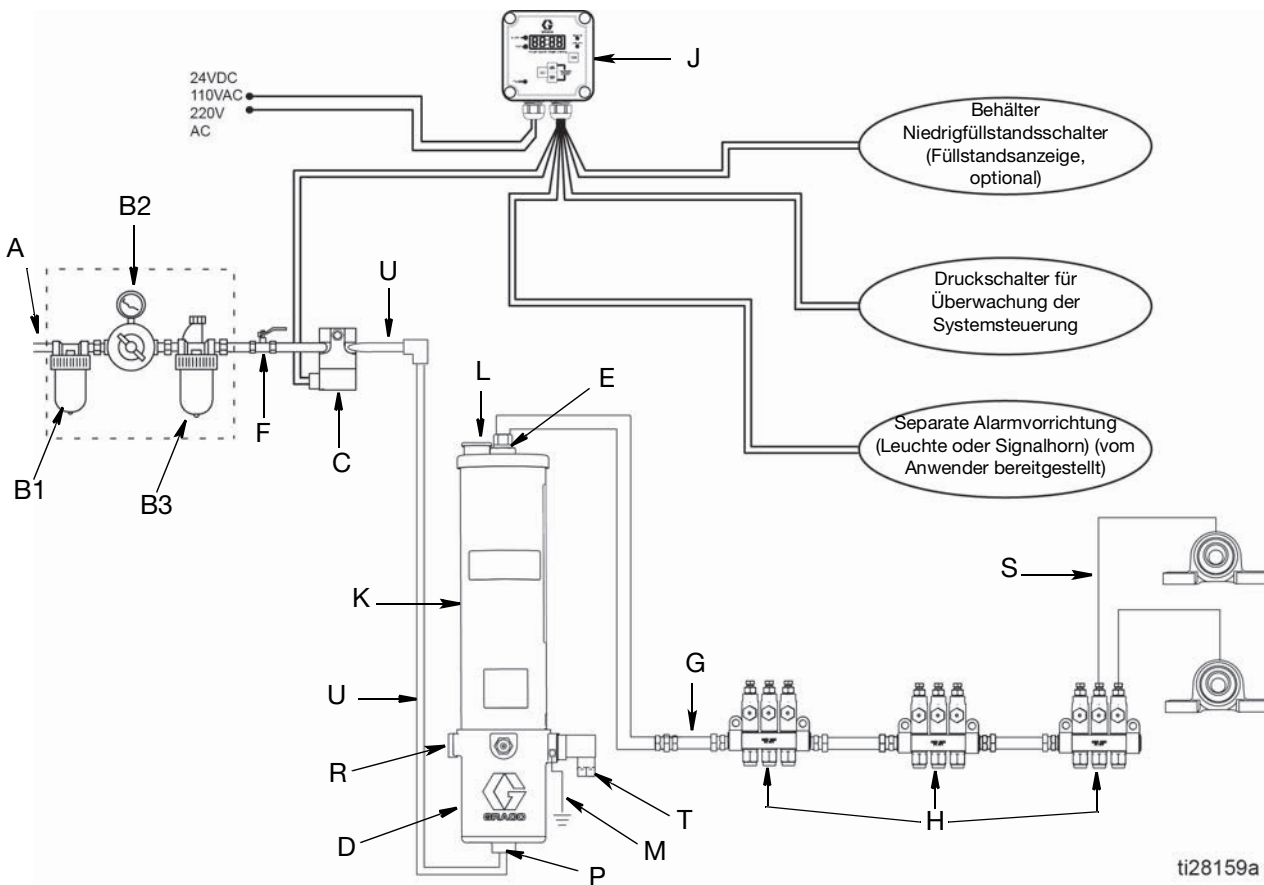 J
24VDC
110VAC
220V
AC
Behälter
Niedrigfüllstandsschalter
(Füllstandsanzeige,
optional)
B2
A
U
Druckschalter für
Überwachung der
Systemsteuerung
L
E
F
C
B1
B3
Separate Alarmvorrichtung
(Leuchte oder Signalhorn) (vom
Anwender bereitgestellt)
S
K
G
U
R
T
H
D
GRACO
M
P
ti28159a